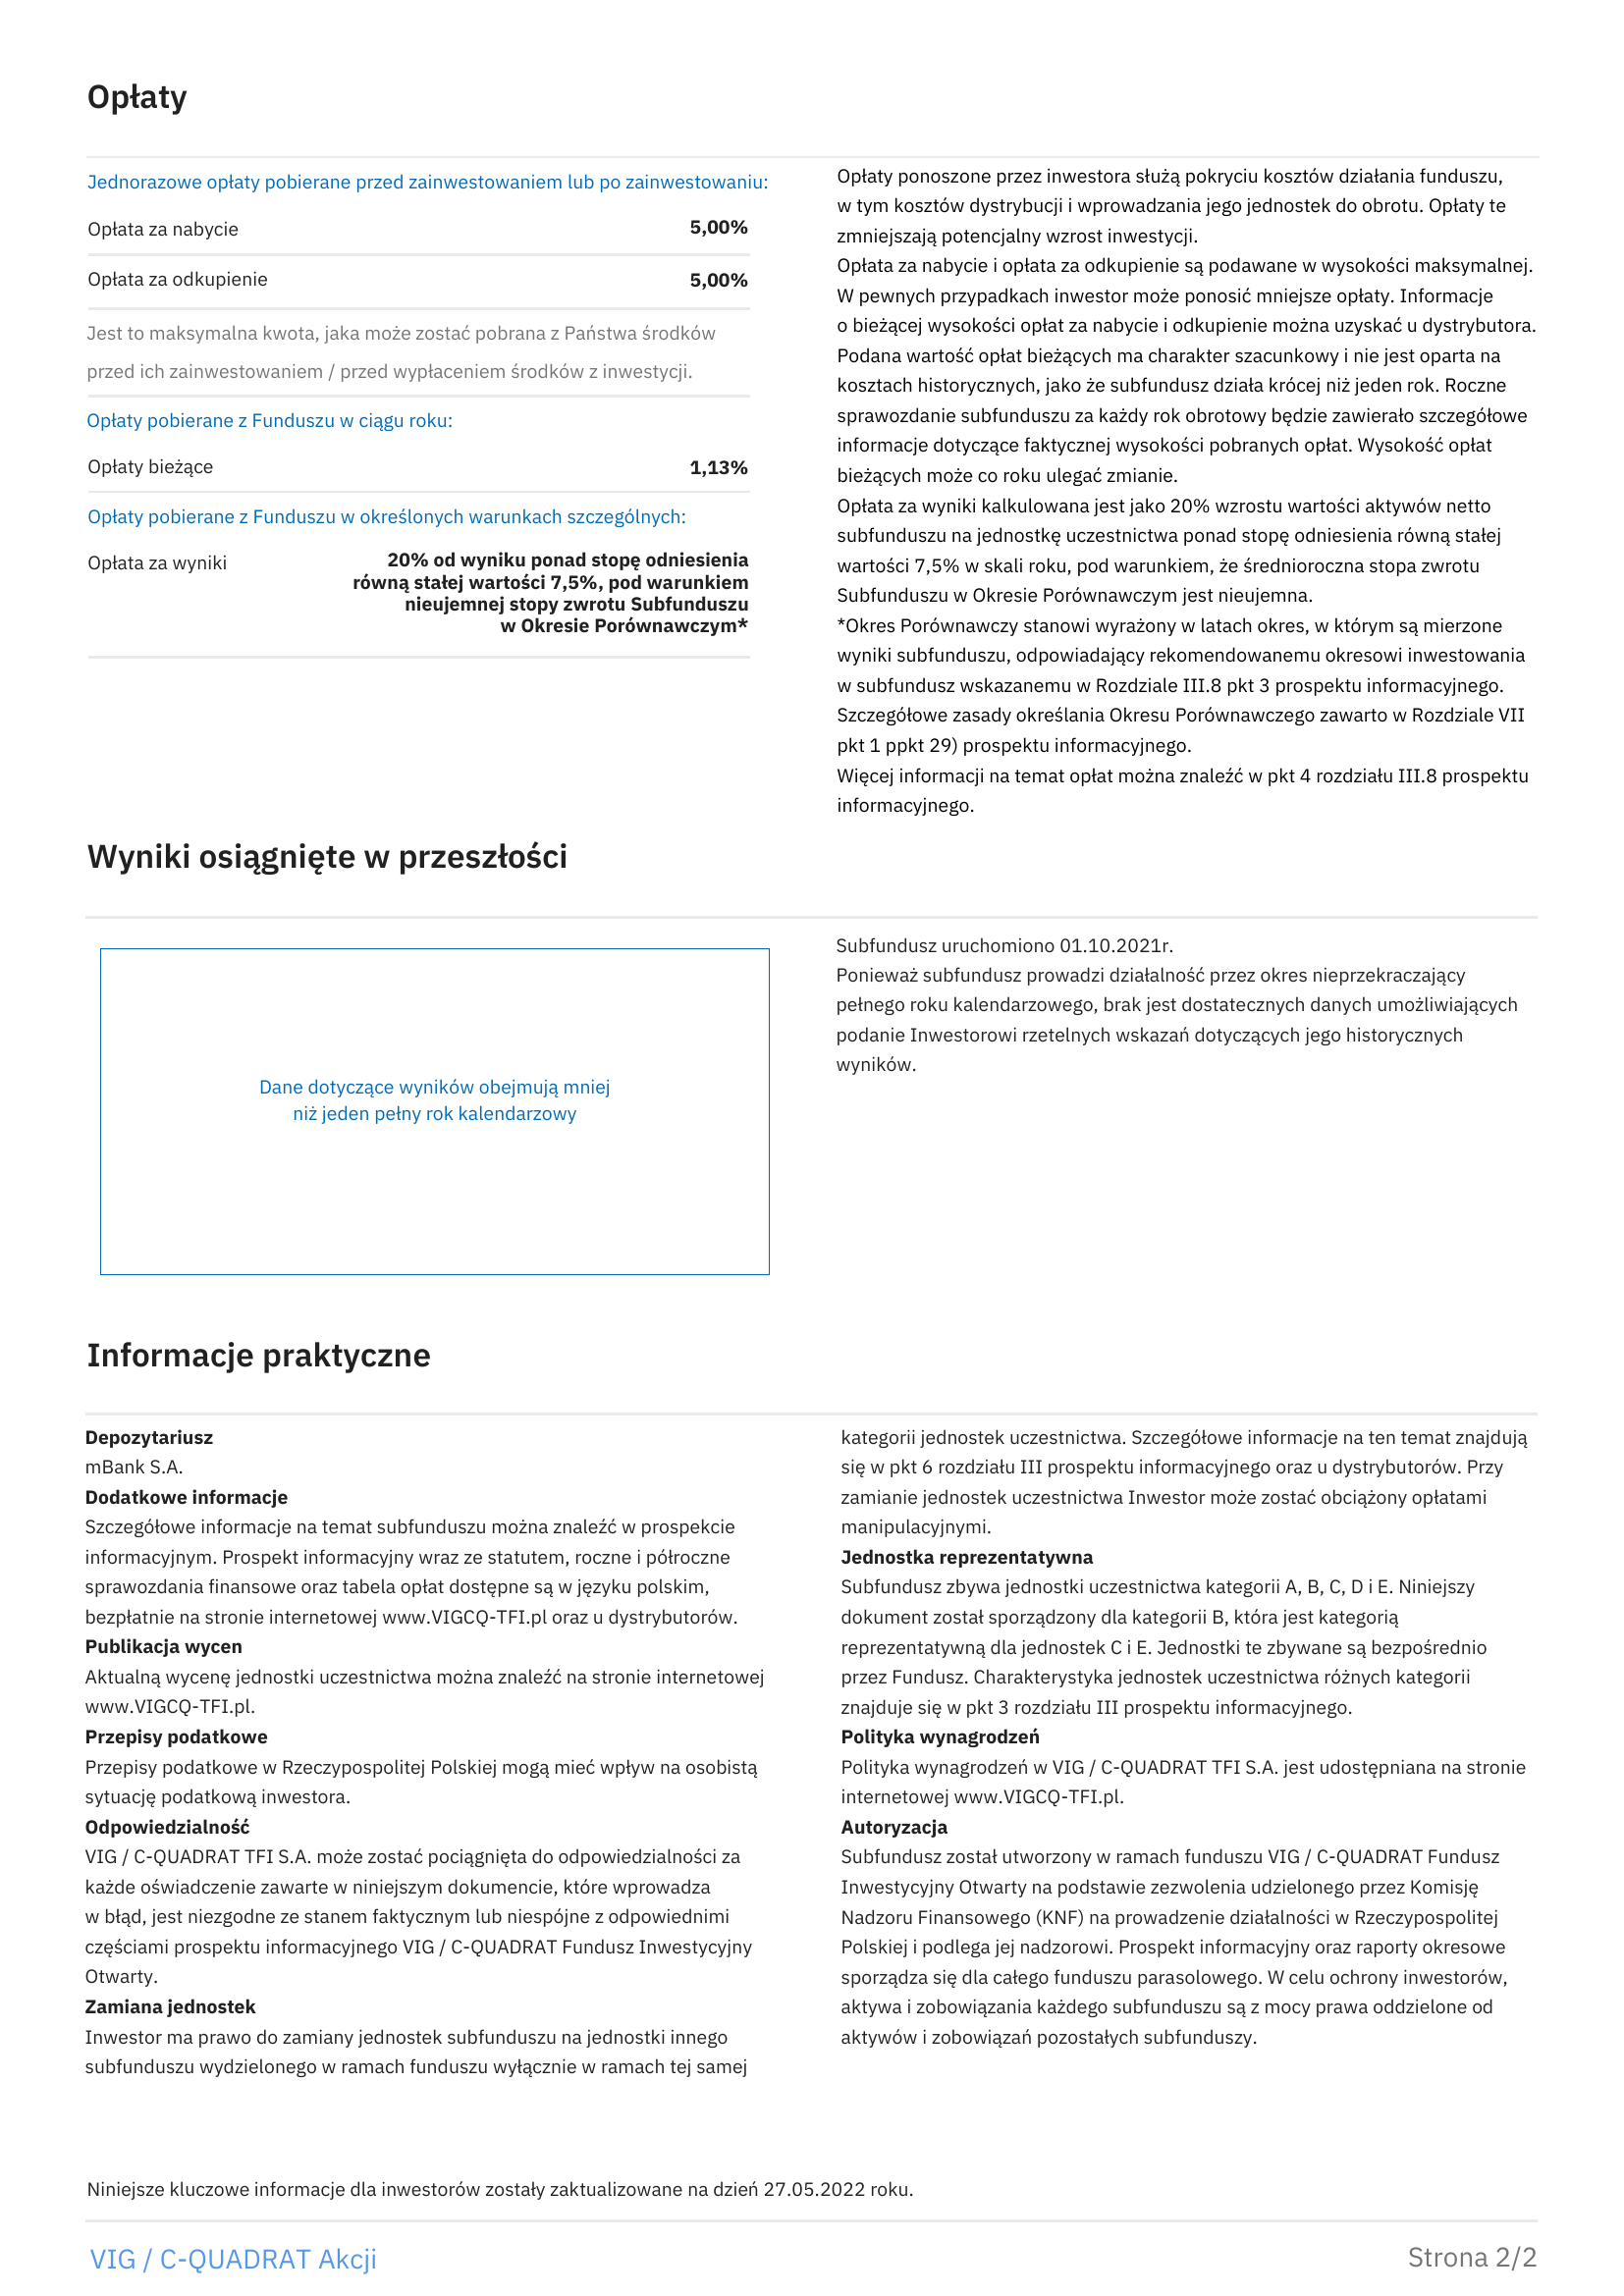 Opłaty
Jednorazowe opłaty pobierane przed zainwestowaniem lub po zainwestowaniu:
Opłata za nabycie 5,00%
Opłata za odkupienie 5,00%
Jest to maksymalna kwota, jaka może zostać pobrana z Państwa środków
przed ich zainwestowaniem / przed wypłaceniem środków z inwestycji.
Opłaty pobierane z Funduszu w ciągu roku:
Opłaty bieżące 1,13%
Opłaty pobierane z Funduszu w określonych warunkach szczególnych:
Opłata za wyniki 20% od wyniku ponad stopę odniesienia
równą stałej wartości 7,5%, pod warunkiem
nieujemnej stopy zwrotu Subfunduszu
w Okresie Porównawczym*
Opłaty ponoszone przez inwestora służą pokryciu kosztów działania funduszu,
w tym kosztów dystrybucji i wprowadzania jego jednostek do obrotu. Opłaty te
zmniejszają potencjalny wzrost inwestycji.
Opłata za nabycie i opłata za odkupienie są podawane w wysokości maksymalnej.
W pewnych przypadkach inwestor może ponosić mniejsze opłaty. Informacje
o bieżącej wysokości opłat za nabycie i odkupienie można uzyskać u dystrybutora.
Podana wartość opłat bieżących ma charakter szacunkowy i nie jest oparta na
kosztach historycznych, jako że subfundusz działa krócej niż jeden rok. Roczne
sprawozdanie subfunduszu za każdy rok obrotowy będzie zawierało szczegółowe
informacje dotyczące faktycznej wysokości pobranych opłat. Wysokość opłat
bieżących może co roku ulegać zmianie.
Opłata za wyniki kalkulowana jest jako 20% wzrostu wartości aktywów netto
subfunduszu na jednostkę uczestnictwa ponad stopę odniesienia równą stałej
wartości 7,5% w skali roku, pod warunkiem, że średnioroczna stopa zwrotu
Subfunduszu w Okresie Porównawczym jest nieujemna.
*Okres Porównawczy stanowi wyrażony w latach okres, w którym są mierzone
wyniki subfunduszu, odpowiadający rekomendowanemu okresowi inwestowania
w subfundusz wskazanemu w Rozdziale III.8 pkt 3 prospektu informacyjnego.
Szczegółowe zasady określania Okresu Porównawczego zawarto w Rozdziale VII
pkt 1 ppkt 29) prospektu informacyjnego.
Więcej informacji na temat opłat można znaleźć w pkt 4 rozdziału III.8 prospektu
informacyjnego.
Wyniki osiągnięte w przeszłości
Dane dotyczące wyników obejmują mniej
niż jeden pełny rok kalendarzowy
Subfundusz uruchomiono 01.10.2021r.
Ponieważ subfundusz prowadzi działalność przez okres nieprzekraczający
pełnego roku kalendarzowego, brak jest dostatecznych danych umożliwiających
podanie Inwestorowi rzetelnych wskazań dotyczących jego historycznych
wyników.
Informacje praktyczne
Depozytariusz
mBank S.A.
Dodatkowe informacje
Szczegółowe informacje na temat subfunduszu można znaleźć w prospekcie
informacyjnym. Prospekt informacyjny wraz ze statutem, roczne i półroczne
sprawozdania finansowe oraz tabela opłat dostępne są w języku polskim,
bezpłatnie na stronie internetowej www.VIGCQ-TFI.pl oraz u dystrybutorów.
Publikacja wycen
Aktualną wycenę jednostki uczestnictwa można znaleźć na stronie internetowej
www.VIGCQ-TFI.pl.
Przepisy podatkowe
Przepisy podatkowe w Rzeczypospolitej Polskiej mogą mieć wpływ na osobistą
sytuację podatkową inwestora.
Odpowiedzialność
VIG / C-QUADRAT TFI S.A. może zostać pociągnięta do odpowiedzialności za
każde oświadczenie zawarte w niniejszym dokumencie, które wprowadza
w błąd, jest niezgodne ze stanem faktycznym lub niespójne z odpowiednimi
częściami prospektu informacyjnego VIG / C-QUADRAT Fundusz Inwestycyjny
Otwarty.
Zamiana jednostek
Inwestor ma prawo do zamiany jednostek subfunduszu na jednostki innego
subfunduszu wydzielonego w ramach funduszu wyłącznie w ramach tej samej
kategorii jednostek uczestnictwa. Szczegółowe informacje na ten temat znajdują
się w pkt 6 rozdziału III prospektu informacyjnego oraz u dystrybutorów. Przy
zamianie jednostek uczestnictwa Inwestor może zostać obciążony opłatami
manipulacyjnymi.
Jednostka reprezentatywna
Subfundusz zbywa jednostki uczestnictwa kategorii A, B, C, D i E. Niniejszy
dokument został sporządzony dla kategorii B, która jest kategorią
reprezentatywną dla jednostek C i E. Jednostki te zbywane są bezpośrednio
przez Fundusz. Charakterystyka jednostek uczestnictwa różnych kategorii
znajduje się w pkt 3 rozdziału III prospektu informacyjnego.
Polityka wynagrodzeń
Polityka wynagrodzeń w VIG / C-QUADRAT TFI S.A. jest udostępniana na stronie
internetowej www.VIGCQ-TFI.pl.
Autoryzacja
Subfundusz został utworzony w ramach funduszu VIG / C-QUADRAT Fundusz
Inwestycyjny Otwarty na podstawie zezwolenia udzielonego przez Komisję
Nadzoru Finansowego (KNF) na prowadzenie działalności w Rzeczypospolitej
Polskiej i podlega jej nadzorowi. Prospekt informacyjny oraz raporty okresowe
sporządza się dla całego funduszu parasolowego. W celu ochrony inwestorów,
aktywa i zobowiązania każdego subfunduszu są z mocy prawa oddzielone od
aktywów i zobowiązań pozostałych subfunduszy.
Niniejsze kluczowe informacje dla inwestorów zostały zaktualizowane na dzień 27.05.2022 roku.
VIG / C-QUADRAT Akcji
Strona 2/2